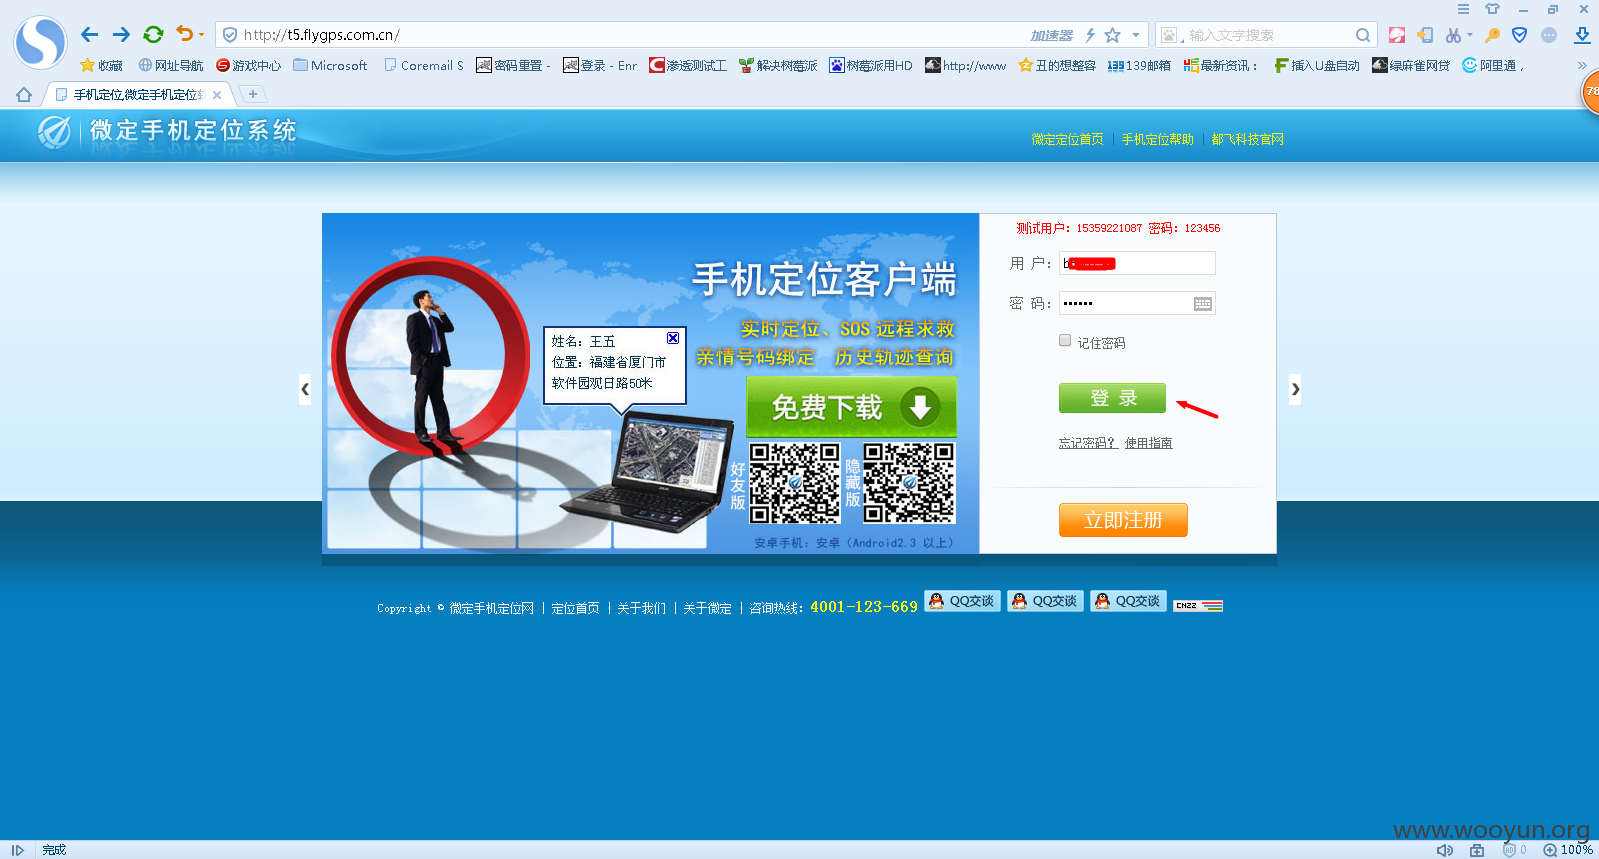 http://t5.flygps.com.cn/
加速器
输入文字搜索
收藏
网址导航
游戏中心
Microsoft
Coremail S
密码重置 -
登录 - Enr
渗透测试工
解决树莓派
树莓派用HD
http://www
丑的想整容
139邮箱
最新资讯：
插入U盘自动
绿麻雀网贷
阿里通，
»
手机定位,微定手机定位软
78
微定手机定位系统
微定定位首页 | 手机定位帮助 | 都飞科技官网
手机定位客户端
实时定位、SOS 远程求救
亲情号码绑定 历史轨迹查询
姓名：王五
位置：福建省厦门市
软件园观日路50米
免费下载
好友版
隐藏版
安卓手机：安卓（Android2.3 以上）
测试用户：15359221087 密码：123456
用 户：
密 码：
••••••
记住密码
登 录
忘记密码？ 使用指南
立即注册
Copyright © 微定手机定位网 | 定位首页 | 关于我们 | 关于微定 | 咨询热线：4001-123-669
QQ交谈
QQ交谈
QQ交谈
CNZZ
www.wooyun.org
完成
0
100%